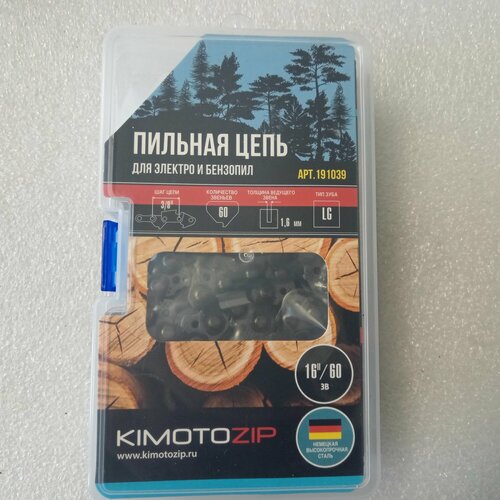 ПИЛЬНАЯ ЦЕПЬ
ДЛЯ ЭЛЕКТРО И БЕНЗОПИЛ
АРТ. 191039
ШАГ ЦЕПИ
3/8"
КОЛИЧЕСТВО
ЗВЕНЬЕВ
60
ТОЛЩИНА ВЕДУЩЕГО
ЗВЕНА
1,6 мм
ТИП ЗУБА
LG
16"/60
ЗВ
KIMOTOZIP
www.kimotozip.ru
НЕМЕЦКАЯ
ВЫСОКОПРОЧНАЯ
СТАЛЬ